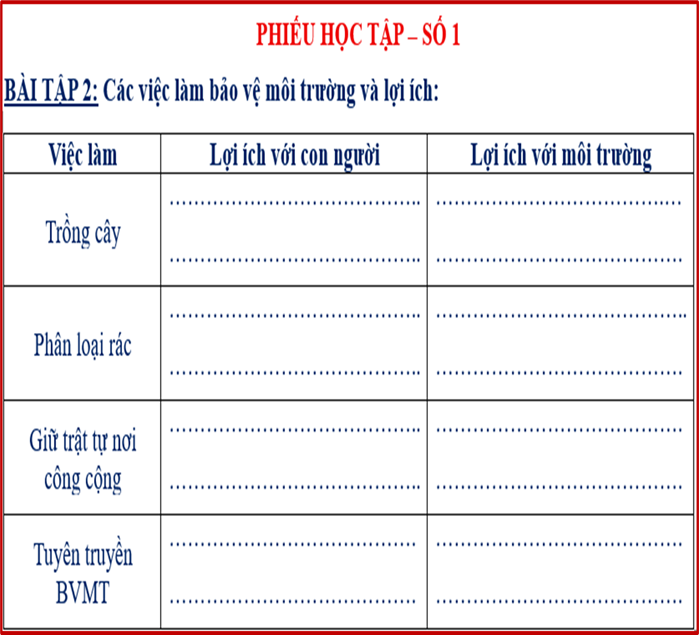 PHIẾU HỌC TẬP – SỐ 1
BÀI TẬP 2: Các việc làm bảo vệ môi trường và lợi ích:
Việc làm Lợi ích với con người Lợi ích với môi trường
Trồng cây
…………………………………….. ………………………………….…
…………………………………….. ……………………………………
Phân loại rác
…………………………………….. ……………………………………..
…………………………………….. ……………………………………
Giữ trật tự nơi
công cộng
…………………………………….. ……………………………………
…………………………………….. ……………………………………
Tuyên truyền
BVMT
…………………………………… ……………………………………
…………………………………… ……………………………………